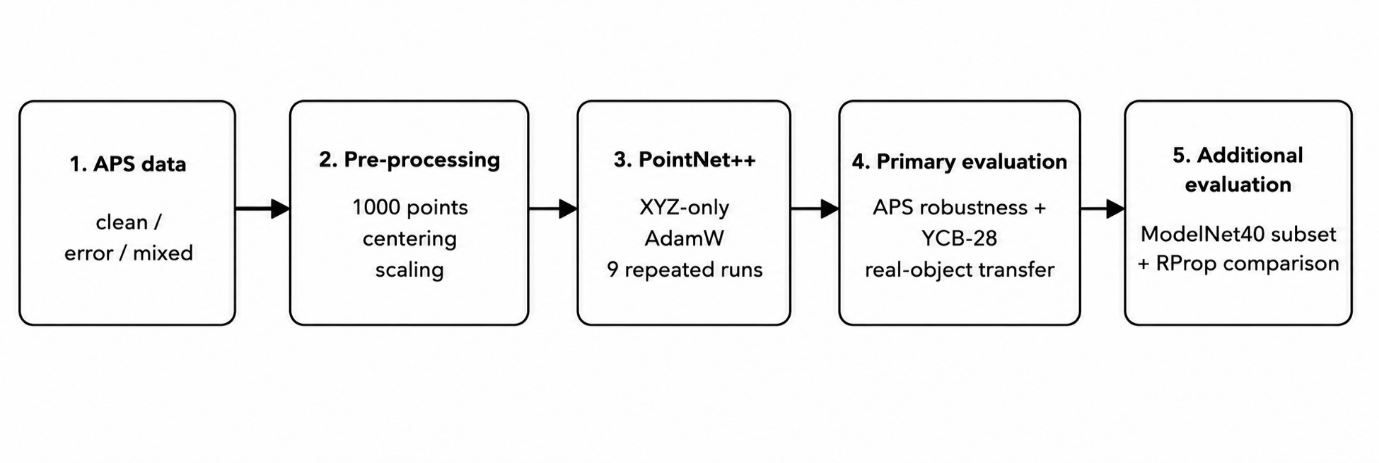 1. APS data
clean /
error / mixed
2. Pre-processing
1000 points
centering
scaling
3. PointNet++
XYZ-only
AdamW
9 repeated runs
4. Primary evaluation
APS robustness +
YCB-28
real-object transfer
5. Additional
evaluation
ModelNet40 subset
+ RProp comparison